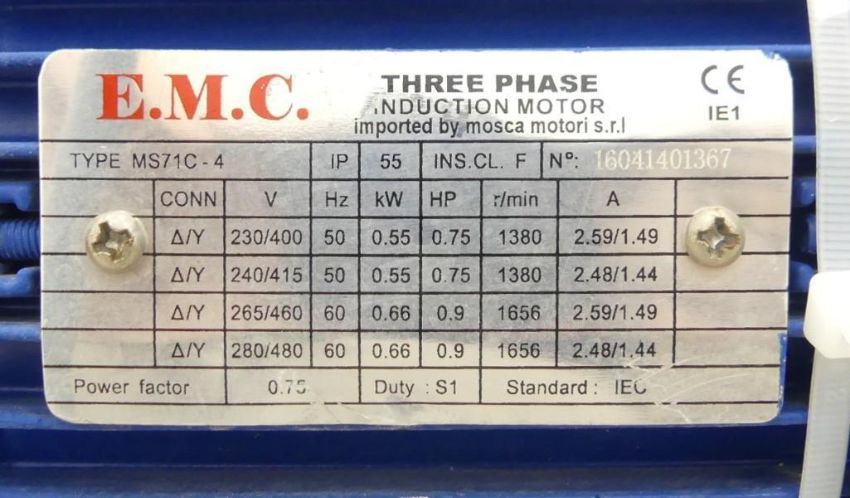 E.M.C.
THREE PHASE
INDUCTION MOTOR
imported by mosca motori s.r.l
CE
IE1
TYPE MS71C-4 IP 55 INS.CL. F Nº: 16041401367
CONN V Hz kW HP r/min A
Δ/Y 230/400 50 0.55 0.75 1380 2.59/1.49
Δ/Y 240/415 50 0.55 0.75 1380 2.48/1.44
Δ/Y 265/460 60 0.66 0.9 1656 2.59/1.49
Δ/Y 280/480 60 0.66 0.9 1656 2.48/1.44
Power factor 0.75 Duty : S1 Standard : IEC